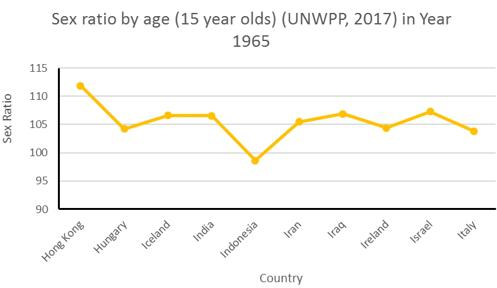 Sex ratio by age (15 year olds) (UNWPP, 2017) in Year
1965
Sex Ratio
115
110
105
100
95
90
Hong Kong
Hungary
Iceland
India
Indonesia
Iran
Iraq
Ireland
Israel
Italy
Country